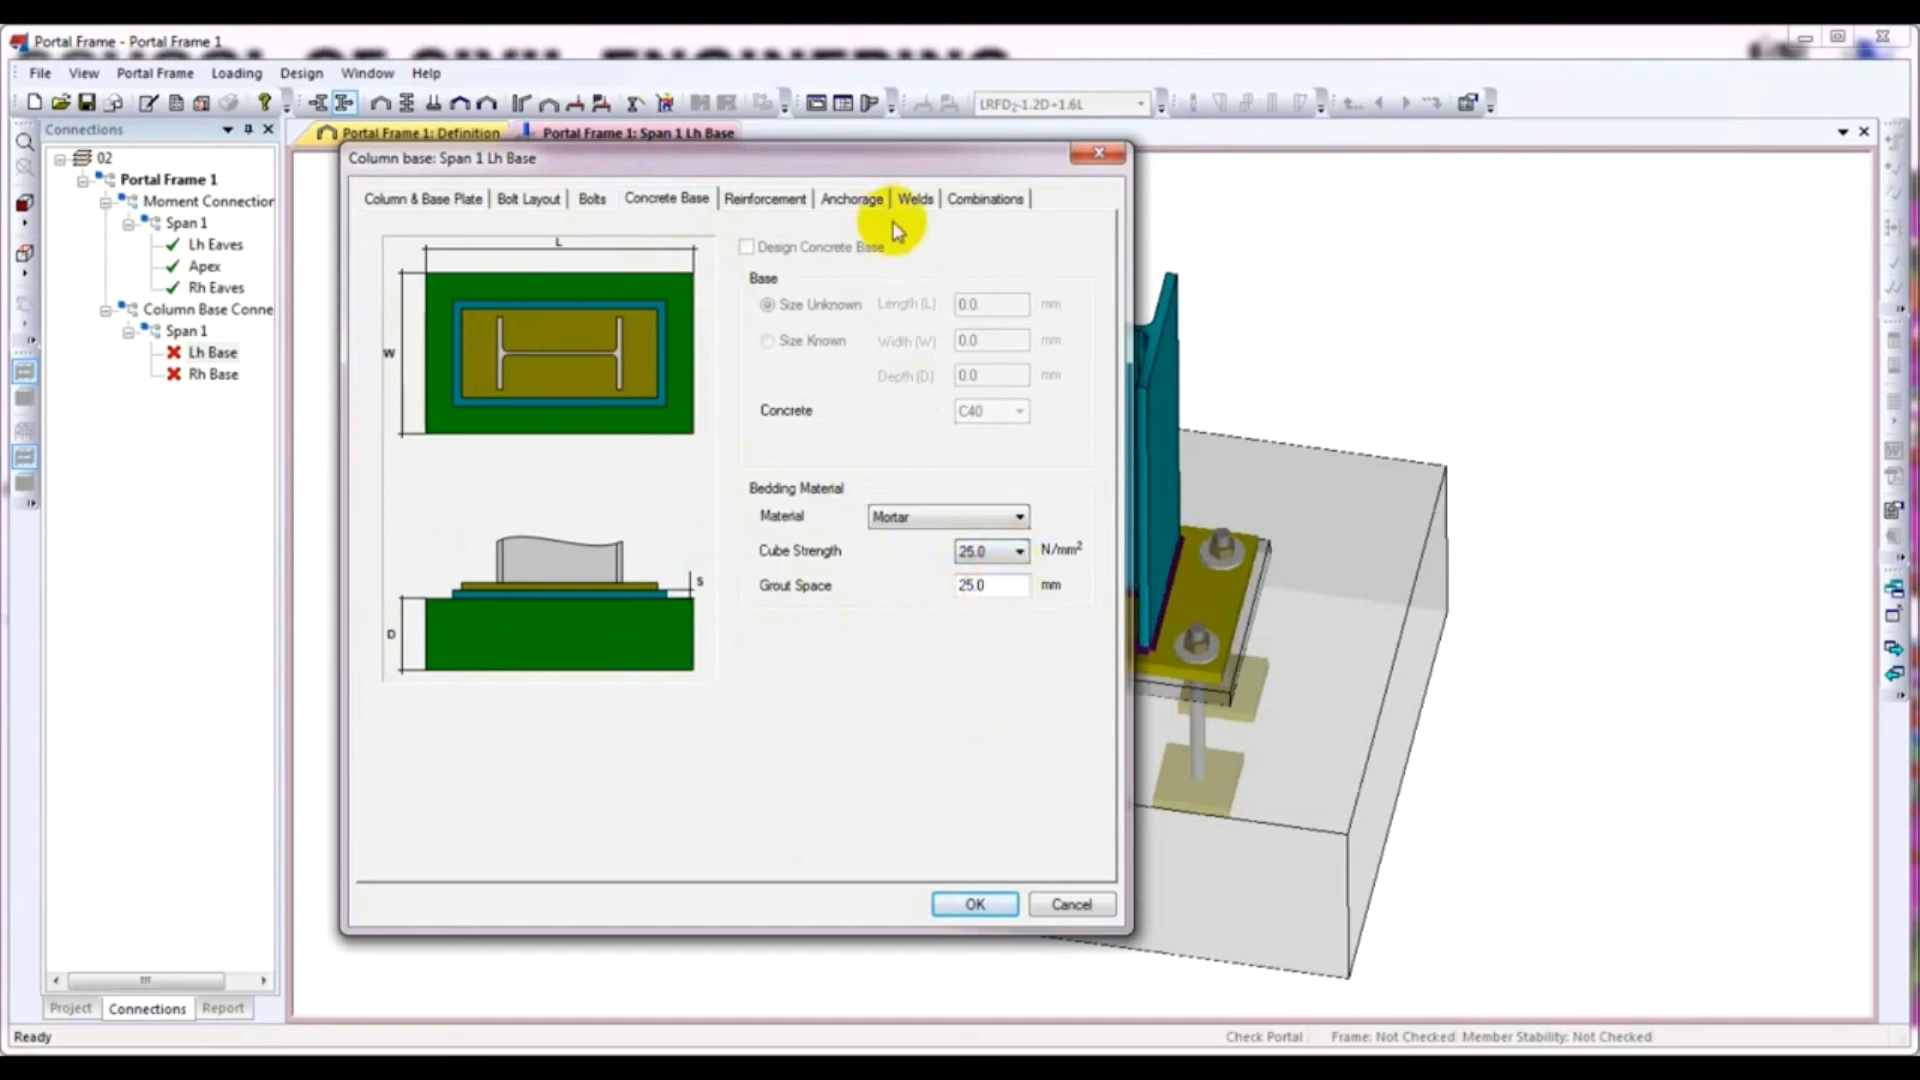 Portal Frame - Portal Frame 1
SCHOOL OF CIVIL ENGINEERING
File View Portal Frame Loading Design Window Help
LRFD2-1.2D+1.6L
Connections
Portal Frame 1: Definition Portal Frame 1: Span 1 Lh Base
02
Portal Frame 1
Moment Connection
Span 1
Lh Eaves
Apex
Rh Eaves
Column Base Conne
Span 1
Lh Base
Rh Base
Column base: Span 1 Lh Base
Column & Base Plate Bolt Layout Bolts Concrete Base Reinforcement Anchorage Welds Combinations
L
W
D
S
Design Concrete Base
Base
Size Unknown Length (L) 0.0 mm
Size Known Width (W) 0.0 mm
Depth (D) 0.0 mm
Concrete C40
Bedding Material
Material Mortar
Cube Strength 25.0 N/mm²
Grout Space 25.0 mm
OK Cancel
Project Connections Report
Ready
Check Portal Frame: Not Checked Member Stability: Not Checked